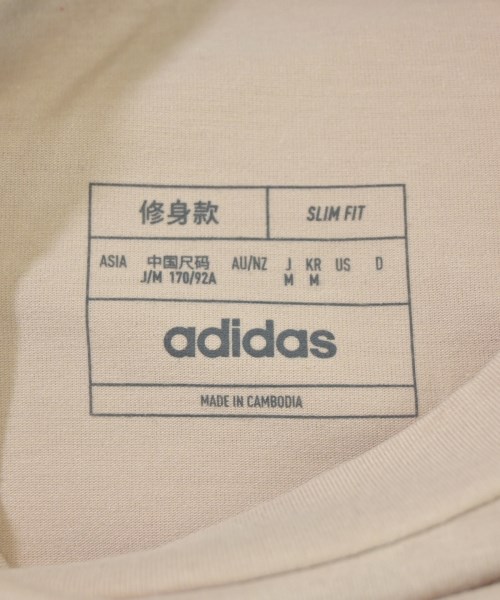 修身款 SLIM FIT
ASIA 中国尺码 AU/NZ J KR US D
J/M 170/92A M M
adidas
MADE IN CAMBODIA